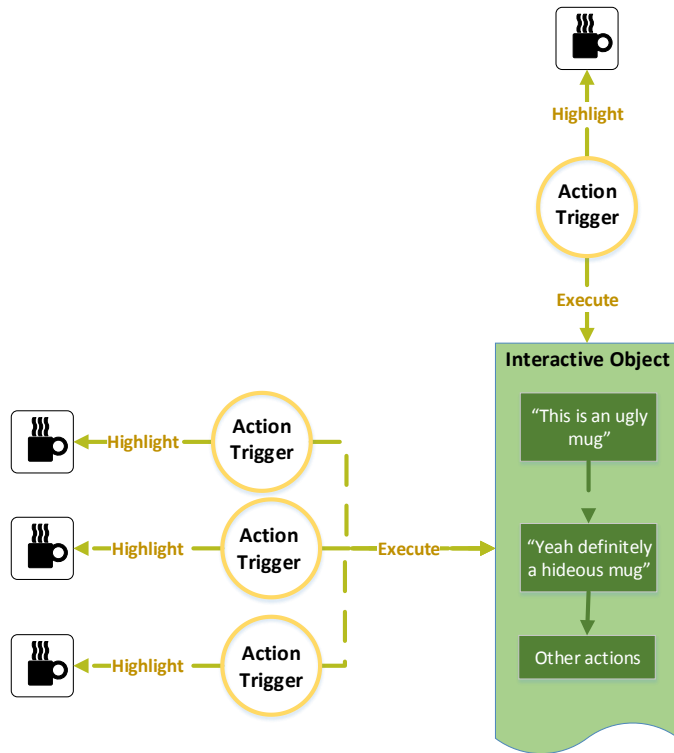 Highlight
Action
Trigger
Execute
Interactive Object
“This is an ugly
mug”
“Yeah definitely
a hideous mug”
Other actions
Highlight
Action
Trigger
Highlight
Action
Trigger
Execute
Highlight
Action
Trigger